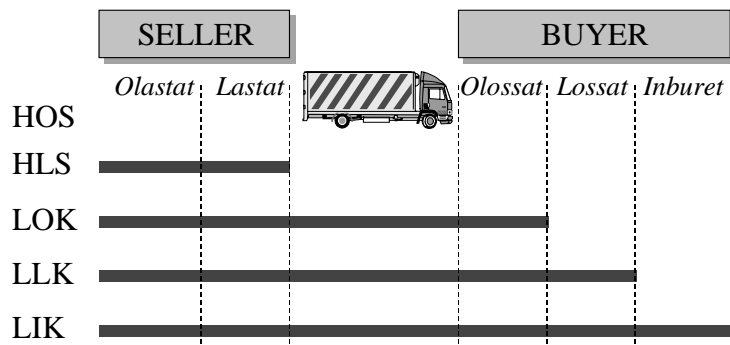 SELLER BUYER
Olastat Lastat Olossat Lossat Inburet
HOS
HLS
LOK
LLK
LIK